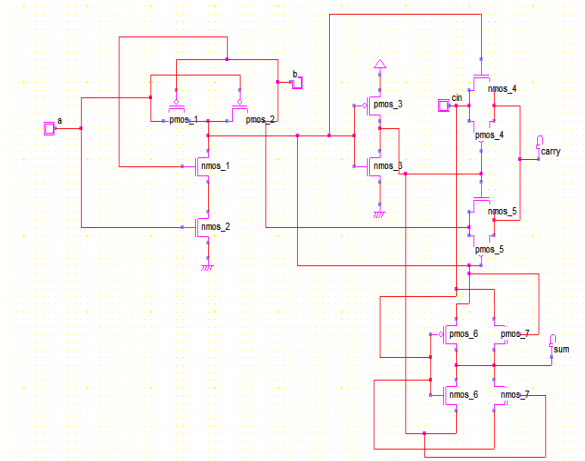 a
b
pmos_1
pmos_2
nmos_1
nmos_2
pmos_3
nmos_3
cin
nmos_4
pmos_4
carry
nmos_5
pmos_5
pmos_6
pmos_7
sum
nmos_6
nmos_7